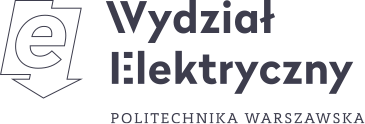 e
Wydział
Elektryczny
POLITECHNIKA WARSZAWSKA